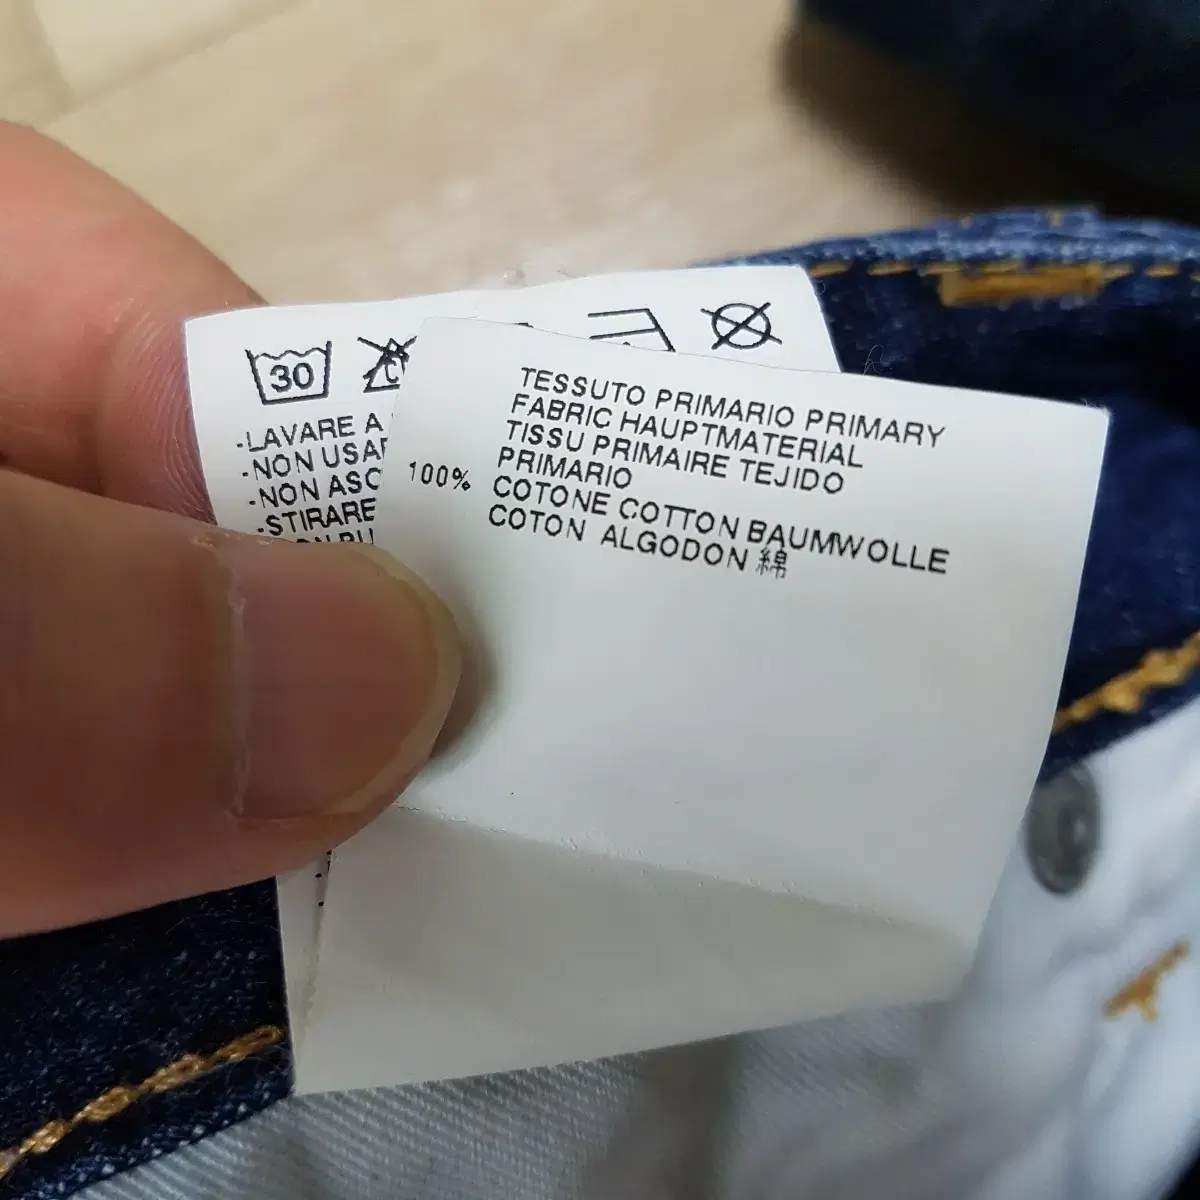 30
-LAVARE A
-NON USA
-NON ASC
-STIRARE
TESSUTO PRIMARIO PRIMARY
FABRIC HAUPTMATERIAL
TISSU PRIMAIRE TEJIDO
PRIMARIO
100% COTONE COTTON BAUMWOLLE
COTON ALGODON 綿